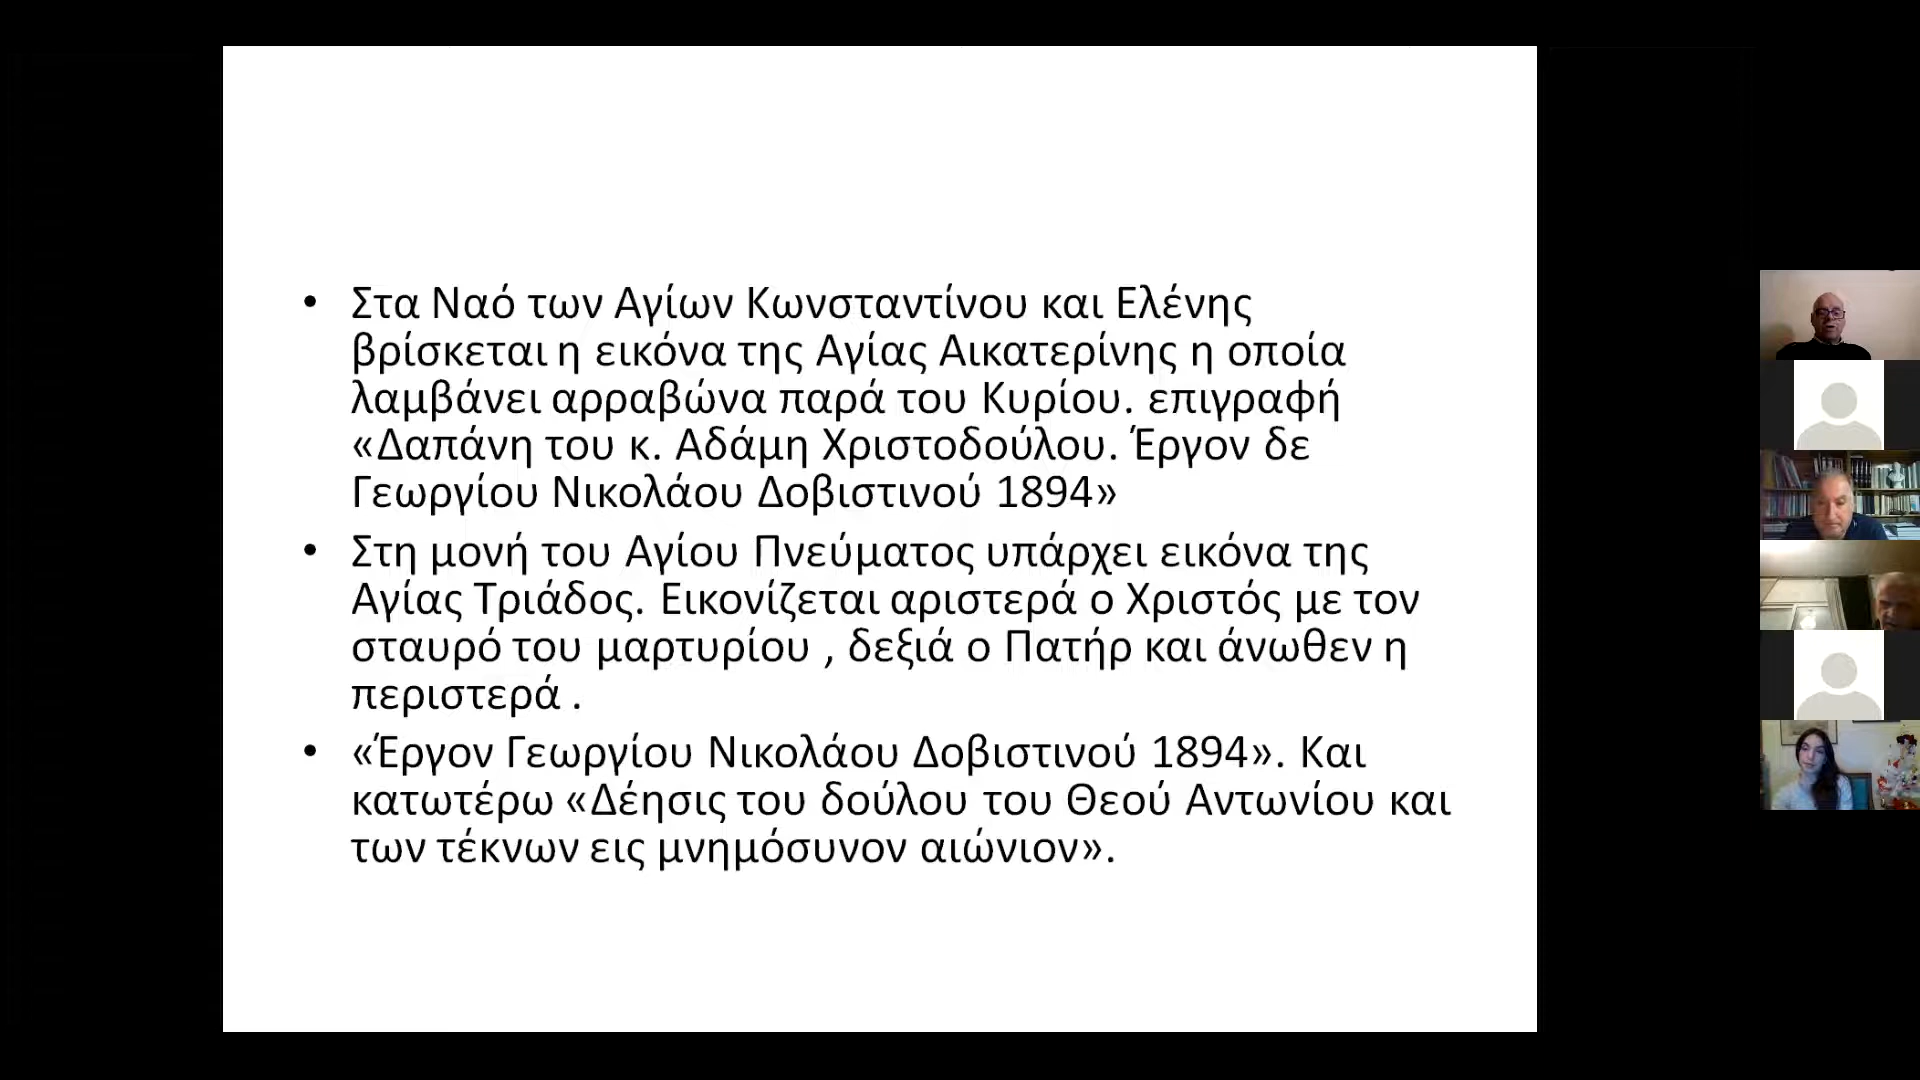 • Στα Ναό των Αγίων Κωνσταντίνου και Ελένης
βρίσκεται η εικόνα της Αγίας Αικατερίνης η οποία
λαμβάνει αρραβώνα παρά του Κυρίου. επιγραφή
«Δαπάνη του κ. Αδάμη Χριστοδούλου. Έργον δε
Γεωργίου Νικολάου Δοβιστινού 1894»
• Στη μονή του Αγίου Πνεύματος υπάρχει εικόνα της
Αγίας Τριάδος. Εικονίζεται αριστερά ο Χριστός με τον
σταυρό του μαρτυρίου , δεξιά ο Πατήρ και άνωθεν η
περιστερά .
• «Έργον Γεωργίου Νικολάου Δοβιστινού 1894». Και
κατωτέρω «Δέησις του δούλου του Θεού Αντωνίου και
των τέκνων εις μνημόσυνον αιώνιον».